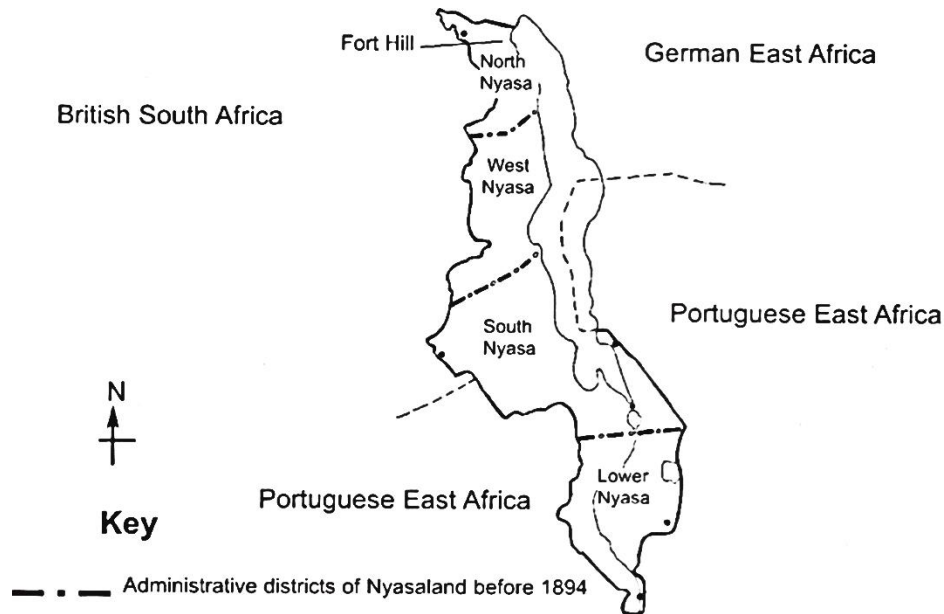 Fort Hill
German East Africa
North
Nyasa
British South Africa
West
Nyasa
Portuguese East Africa
South
Nyasa
N
Lower
Nyasa
Portuguese East Africa
Key
Administrative districts of Nyasaland before 1894